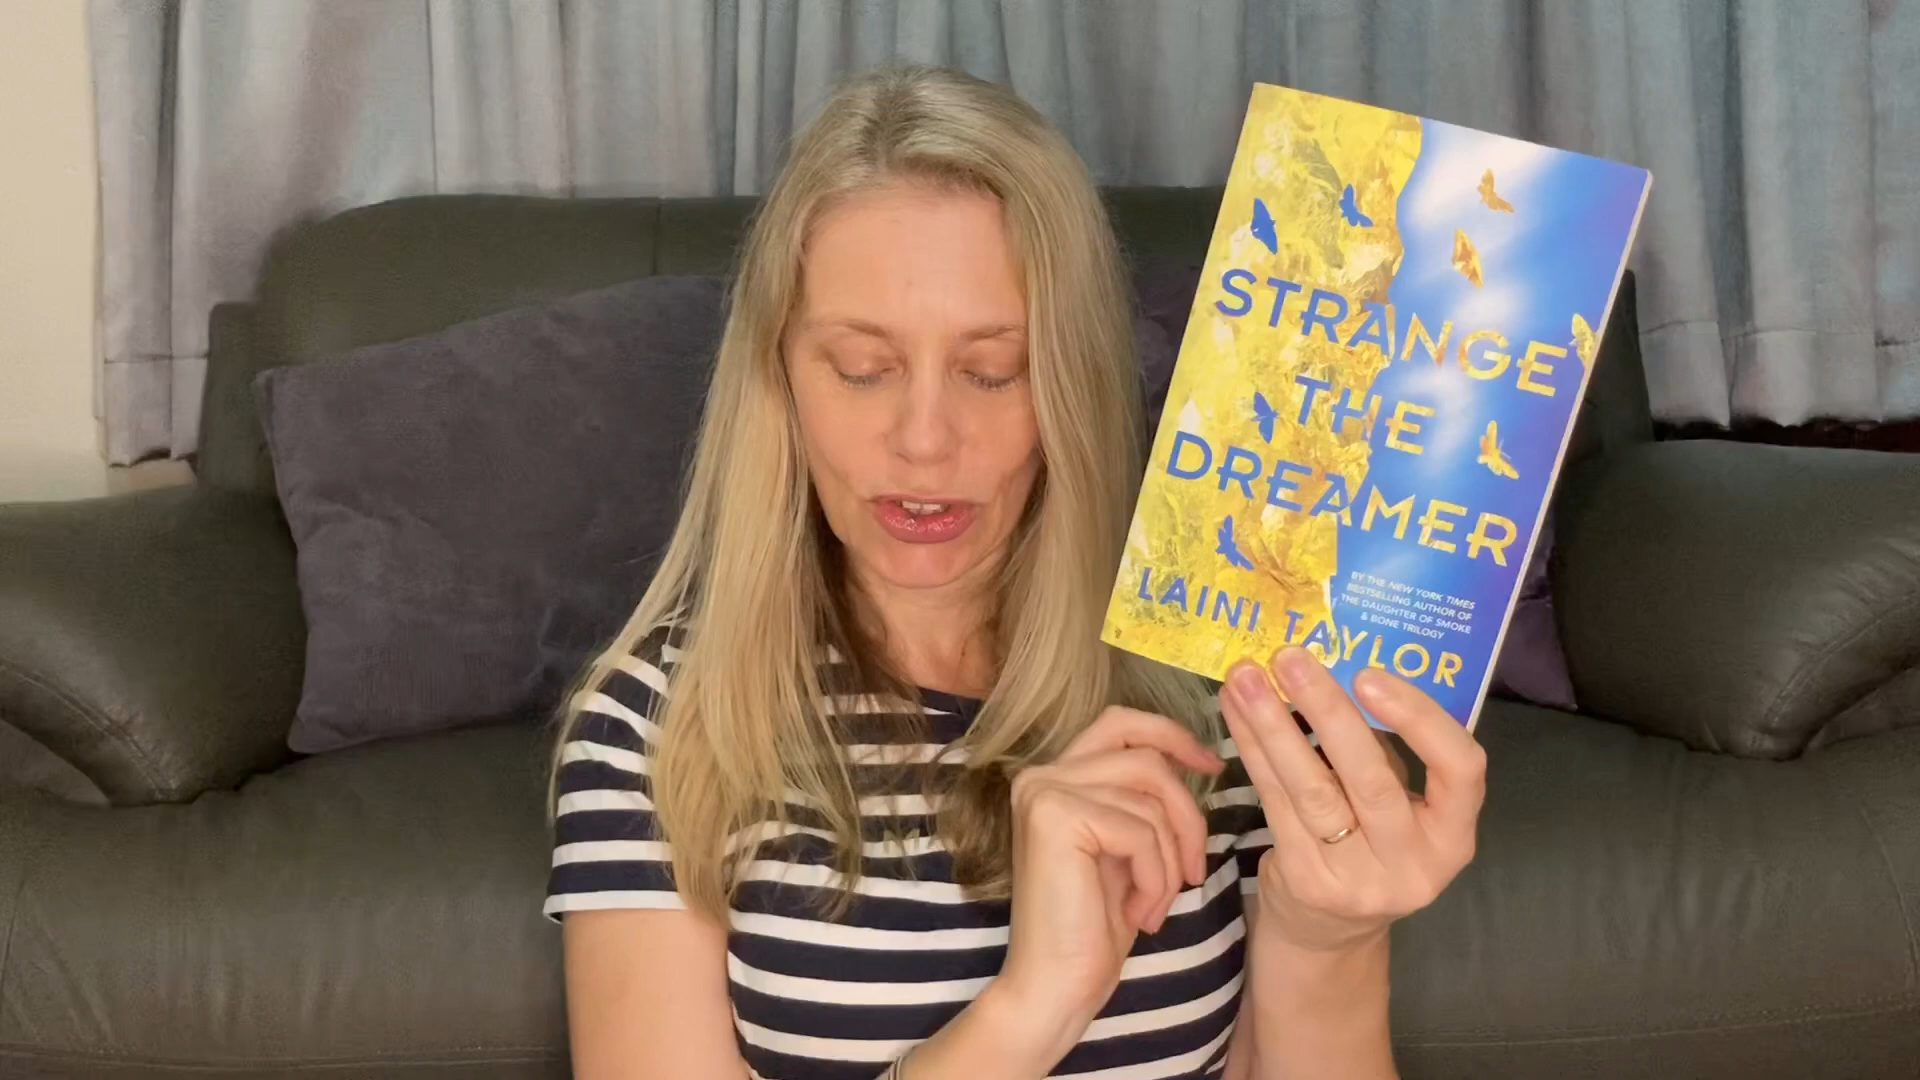 STRANGE
THE
DREAMER
BY THE NEW YORK TIMES
BESTSELLING AUTHOR OF
THE DAUGHTER OF SMOKE
& BONE TRILOGY
LAINI TAYLOR